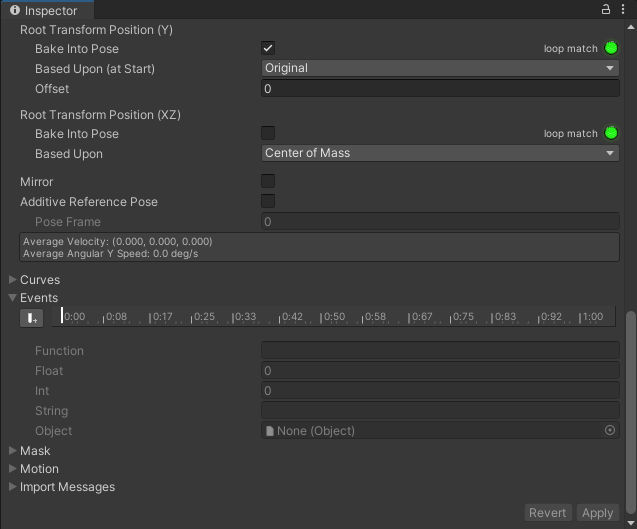 Inspector
Root Transform Position (Y)
Bake Into Pose loop match
Based Upon (at Start) Original
Offset 0
Root Transform Position (XZ)
Bake Into Pose loop match
Based Upon Center of Mass
Mirror
Additive Reference Pose
Pose Frame 0
Average Velocity: (0.000, 0.000, 0.000)
Average Angular Y Speed: 0.0 deg/s
Curves
Events
0:00 0:08 0:17 0:25 0:33 0:42 0:50 0:58 0:67 0:75 0:83 0:92 1:00
Function
Float 0
Int 0
String
Object None (Object)
Mask
Motion
Import Messages
Revert Apply